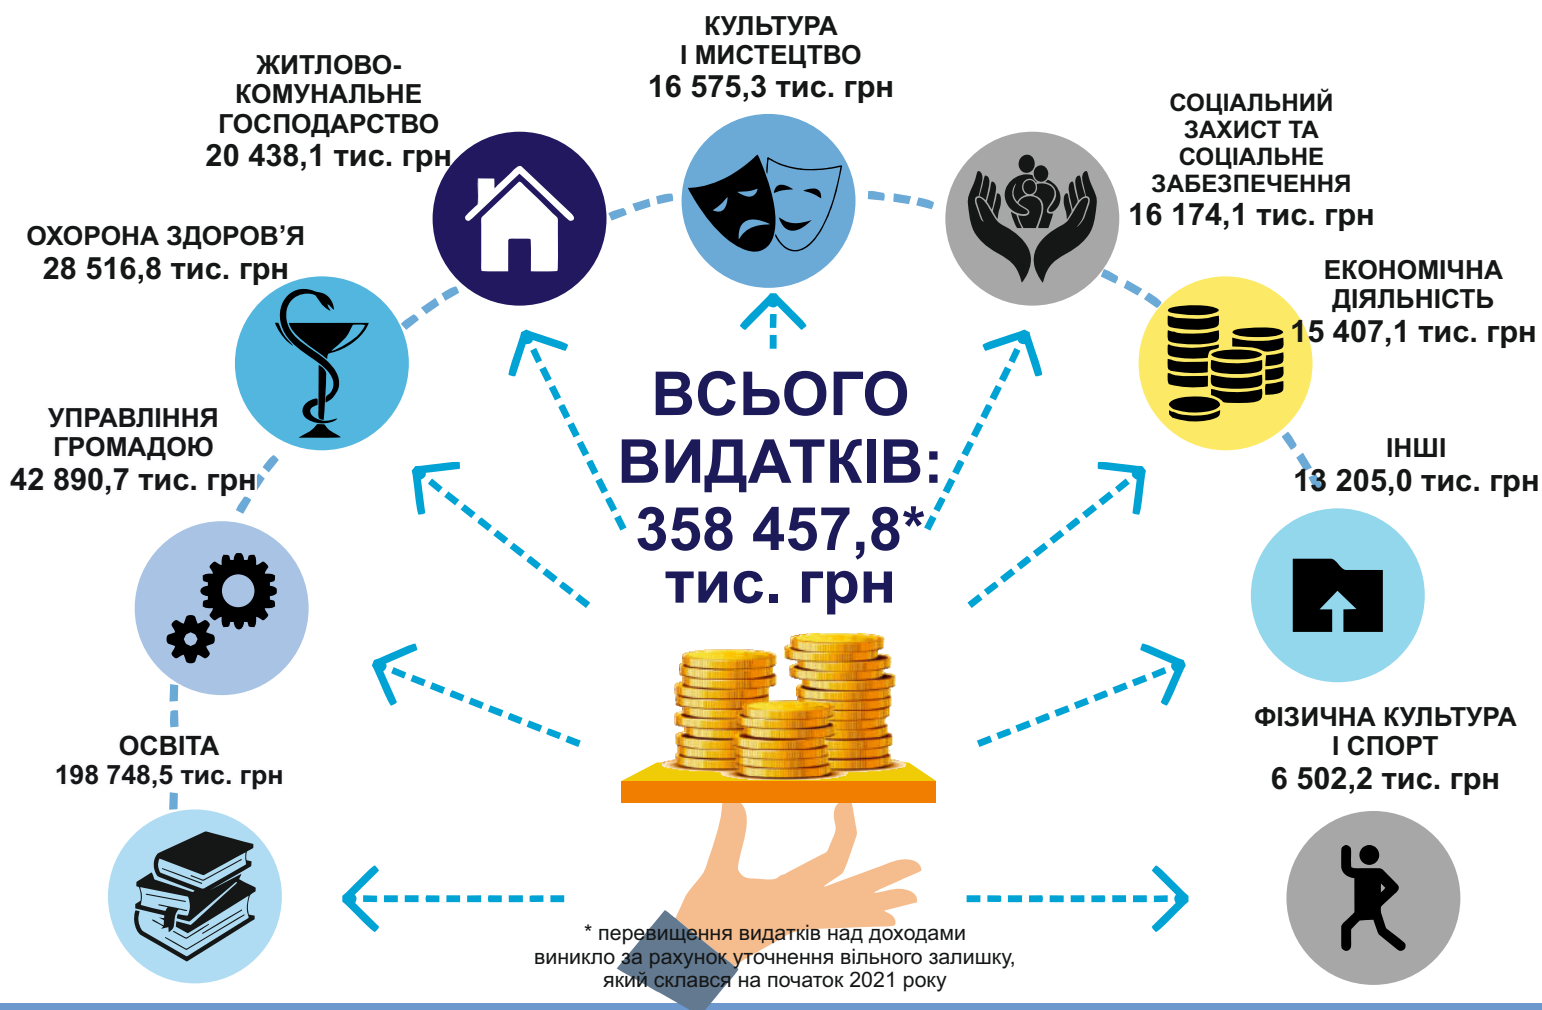 КУЛЬТУРА
І МИСТЕЦТВО
16 575,3 тис. грн
ЖИТЛОВО-
КОМУНАЛЬНЕ
ГОСПОДАРСТВО
20 438,1 тис. грн
СОЦІАЛЬНИЙ
ЗАХИСТ ТА
СОЦІАЛЬНЕ
ЗАБЕЗПЕЧЕННЯ
16 174,1 тис. грн
ОХОРОНА ЗДОРОВ’Я
28 516,8 тис. грн
ЕКОНОМІЧНА
ДІЯЛЬНІСТЬ
15 407,1 тис. грн
УПРАВЛІННЯ
ГРОМАДОЮ
42 890,7 тис. грн
ВСЬОГО
ВИДАТКІВ:
358 457,8*
тис. грн
ІНШІ
13 205,0 тис. грн
ОСВІТА
198 748,5 тис. грн
ФІЗИЧНА КУЛЬТУРА
І СПОРТ
6 502,2 тис. грн
* перевищення видатків над доходами
виникло за рахунок уточнення вільного залишку,
який склався на початок 2021 року